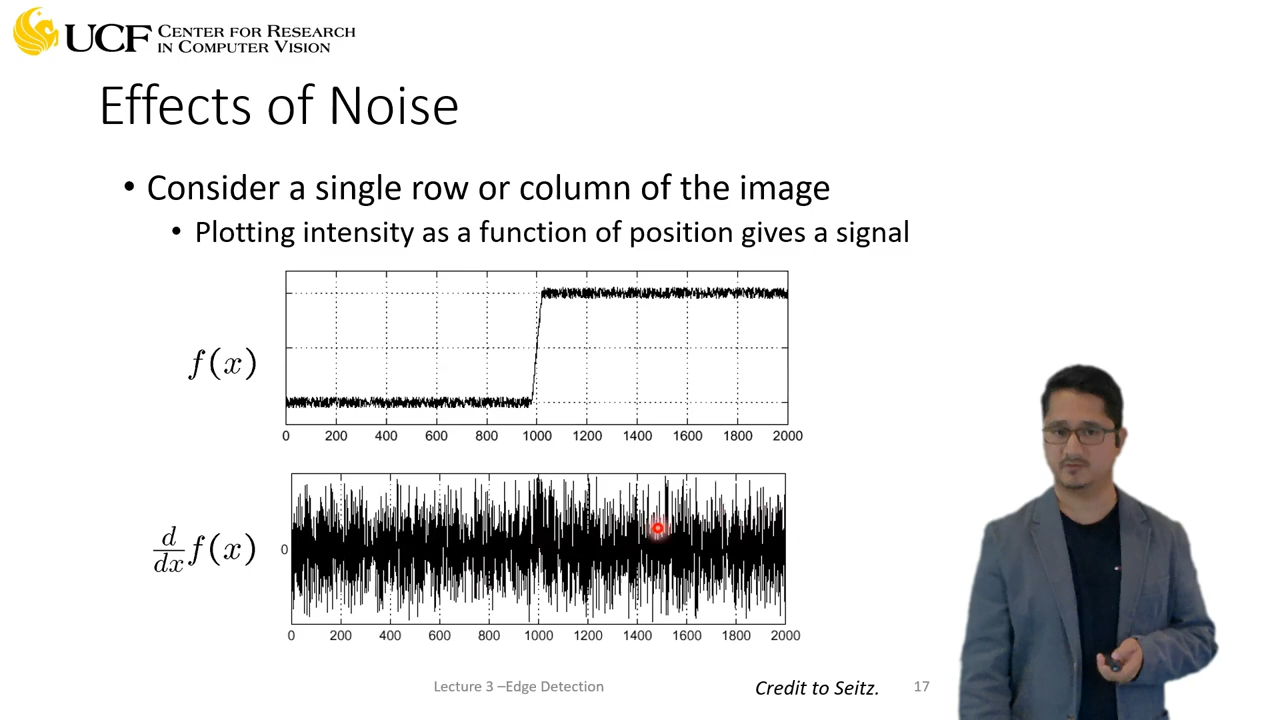 UCF CENTER FOR RESEARCH
IN COMPUTER VISION
Effects of Noise
• Consider a single row or column of the image
• Plotting intensity as a function of position gives a signal
f(x)
0 200 400 600 800 1000 1200 1400 1600 1800 2000
d/dx f(x)
0
0 200 400 600 800 1000 1200 1400 1600 1800 2000
Lecture 3 –Edge Detection
Credit to Seitz.
17